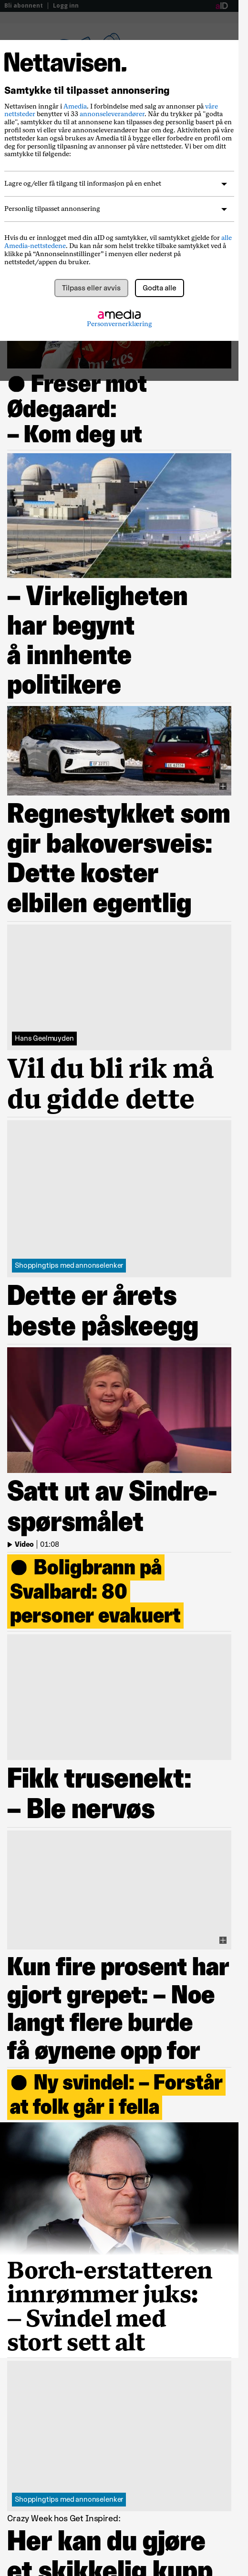 Bli abonnent | Logg inn
Nettavisen.
Samtykke til tilpasset annonsering
Nettavisen inngår i Amedia. I forbindelse med salg av annonser på våre
nettsteder benytter vi 33 annonseleverandører. Når du trykker på "godta
alle", samtykker du til at annonsene kan tilpasses deg personlig basert på en
profil som vi eller våre annonseleverandører har om deg. Aktiviteten på våre
nettsteder kan også brukes av Amedia til å bygge eller forbedre en profil om
deg for personlig tilpasning av annonser på våre nettsteder. Vi ber om ditt
samtykke til følgende:
Lagre og/eller få tilgang til informasjon på en enhet
Personlig tilpasset annonsering
Hvis du er innlogget med din aID og samtykker, vil samtykket gjelde for alle
Amedia-nettstedene. Du kan når som helst trekke tilbake samtykket ved å
klikke på “Annonseinnstillinger” i menyen eller nederst på
nettstedet/appen du bruker.
Tilpass eller avvis
Godta alle
amedia
Personvernerklæring
Freser mot
Ødegaard:
– Kom deg ut
– Virkeligheten
har begynt
å innhente
politikere
Regnestykket som
gir bakoversveis:
Dette koster
elbilen egentlig
Hans Geelmuyden
Vil du bli rik må
du gidde dette
Shoppingtips med annonselenker
Dette er årets
beste påskeegg
Satt ut av Sindre-
spørsmålet
Video | 01:08
Boligbrann på
Svalbard: 80
personer evakuert
Fikk trusenekt:
– Ble nervøs
Kun fire prosent har
gjort grepet: – Noe
langt flere burde
få øynene opp for
Ny svindel: – Forstår
at folk går i fella
Borch-erstatteren
innrømmer juks:
– Svindel med
stort sett alt
Shoppingtips med annonselenker
Crazy Week hos Get Inspired:
Her kan du gjøre
et skikkelig kupp